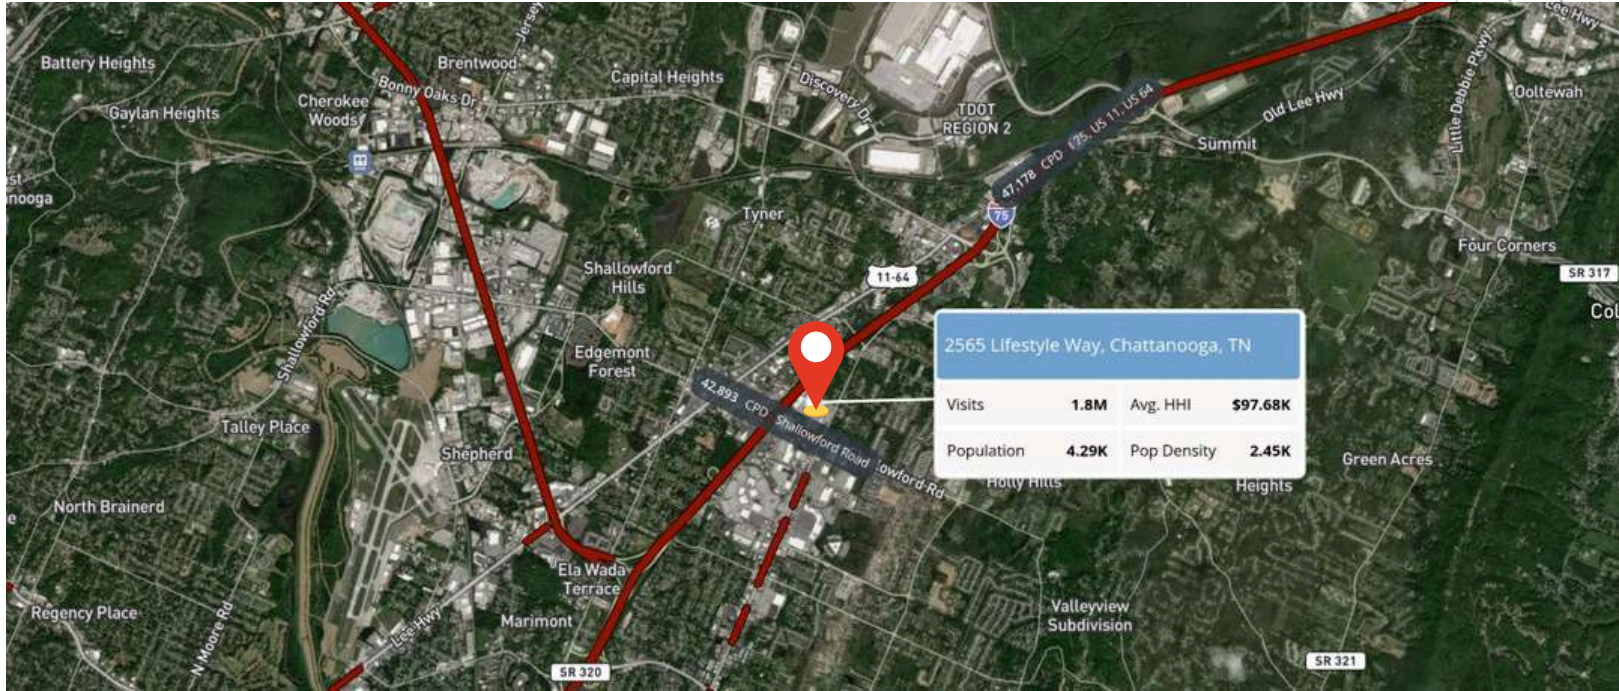 Lee Hwy
Jersey
Battery Heights
Brentwood
Capital Heights
Bonny Oaks Dr
Discovery Dr
Little Debbie Pkwy
Ooltewah
Cherokee
Woods
Gaylan Heights
TDOT
REGION 2
Old Lee Hwy
Summit
47,178 CPD I 75, US 11, US 64
75
Tyner
Four Corners
SR 317
11-64
Shallowford
Hills
Shallowford Rd
Col
2565 Lifestyle Way, Chattanooga, TN
Visits 1.8M Avg. HHI $97.68K
Population 4.29K Pop Density 2.45K
Edgemont
Forest
42,893 CPD Shallowford Road
owford Rd
Talley Place
Shepherd
Green Acres
Holly Hills
Heights
North Brainerd
Ela Wada
Terrace
Regency Place
N Moore Rd
Lee Hwy
Marimont
Valleyview
Subdivision
SR 320
SR 321